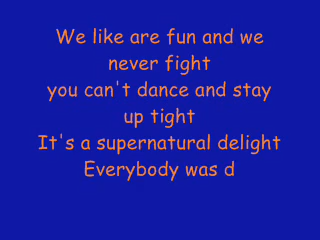 We like are fun and we
never fight
you can't dance and stay
up tight
It's a supernatural delight
Everybody was d